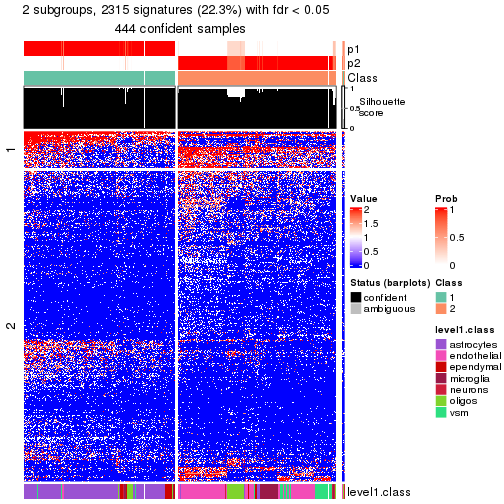 2 subgroups, 2315 signatures (22.3%) with fdr < 0.05
444 confident samples
p1
p2
Class
1
0.5
0
Silhouette
score
1
2
Value
2
1.5
1
0.5
0
Prob
1
0.5
0
Status (barplots)
confident
ambiguous
Class
1
2
level1.class
astrocytes
endothelial
ependymal
microglia
neurons
oligos
vsm
level1.class